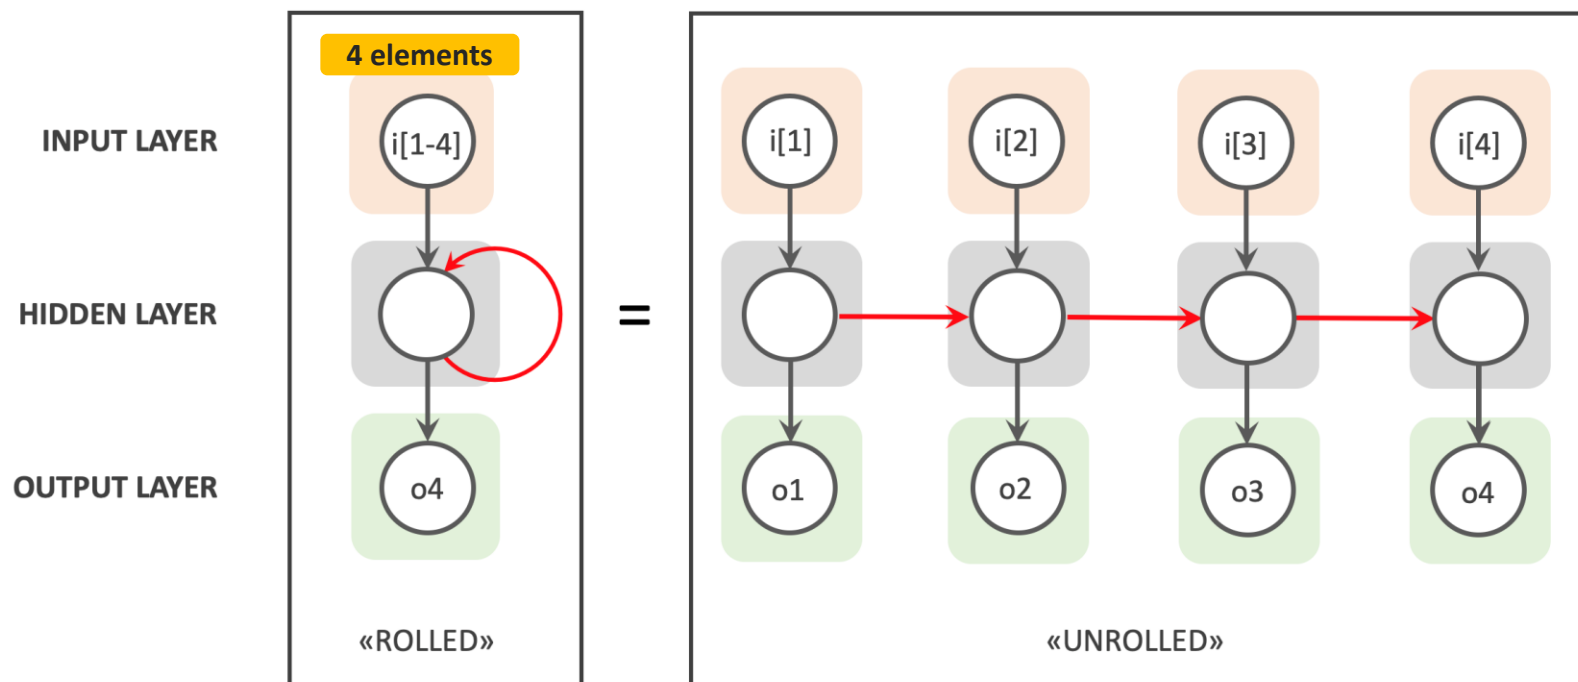 4 elements
INPUT LAYER
i[1-4]
i[1]
i[2]
i[3]
i[4]
HIDDEN LAYER
=
OUTPUT LAYER
o4
o1
o2
o3
o4
«ROLLED»
«UNROLLED»